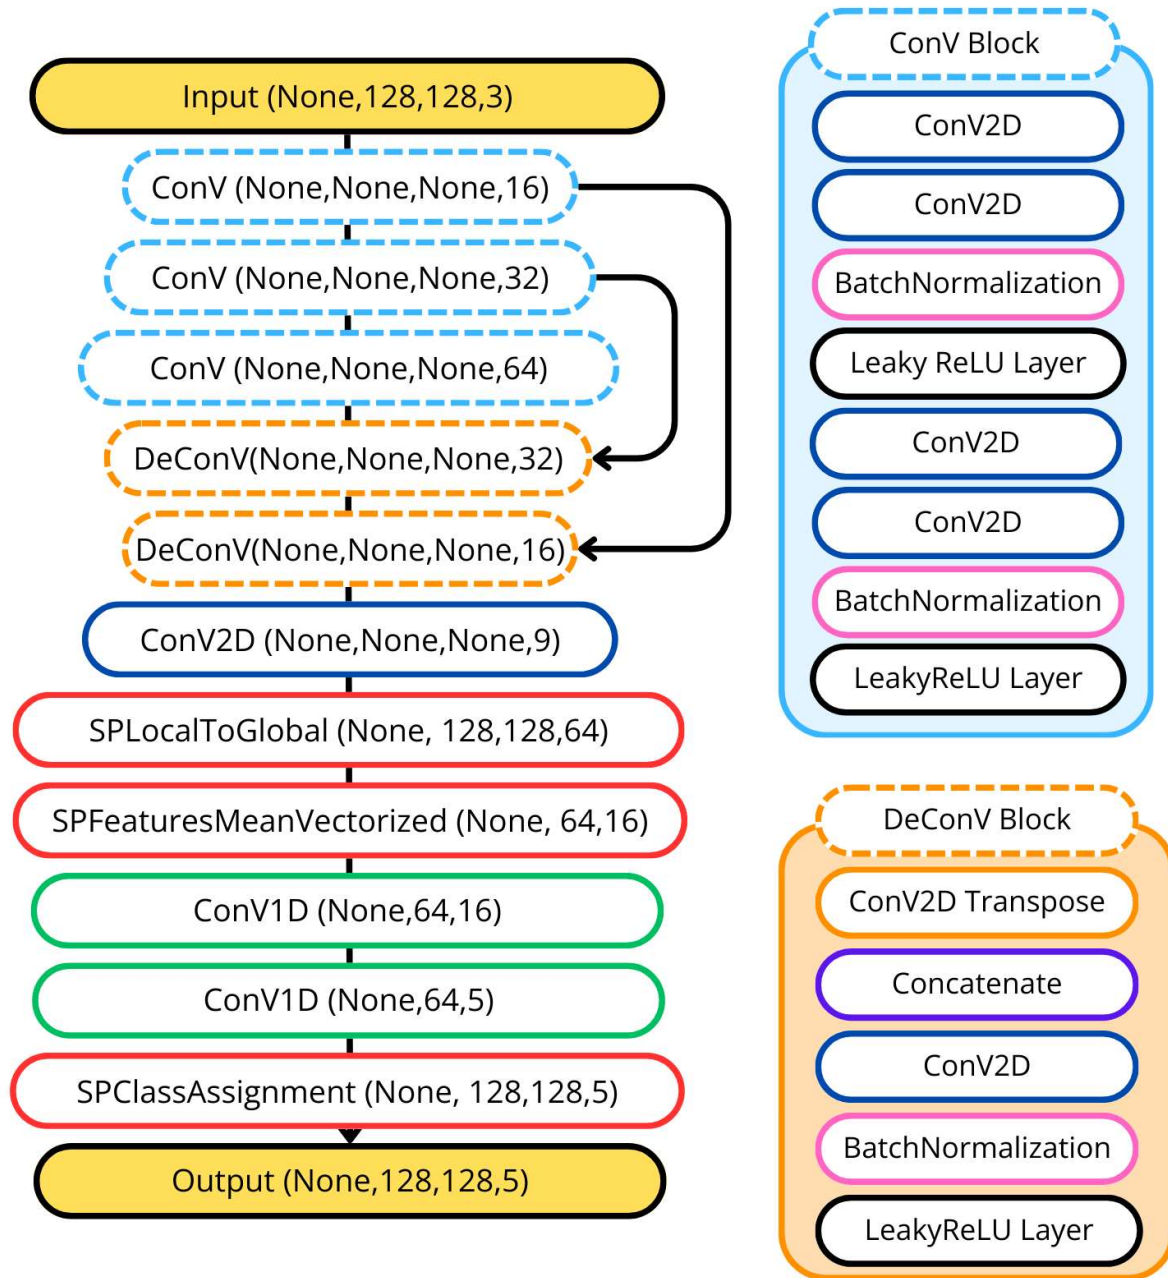 Input (None,128,128,3)
ConV (None,None,None,16)
ConV (None,None,None,32)
ConV (None,None,None,64)
DeConV(None,None,None,32)
DeConV(None,None,None,16)
ConV2D (None,None,None,9)
SPLocalToGlobal (None, 128,128,64)
SPFeaturesMeanVectorized (None, 64,16)
ConV1D (None,64,16)
ConV1D (None,64,5)
SPClassAssignment (None, 128,128,5)
Output (None,128,128,5)
ConV Block
ConV2D
ConV2D
BatchNormalization
Leaky ReLU Layer
ConV2D
ConV2D
BatchNormalization
LeakyReLU Layer
DeConV Block
ConV2D Transpose
Concatenate
ConV2D
BatchNormalization
LeakyReLU Layer